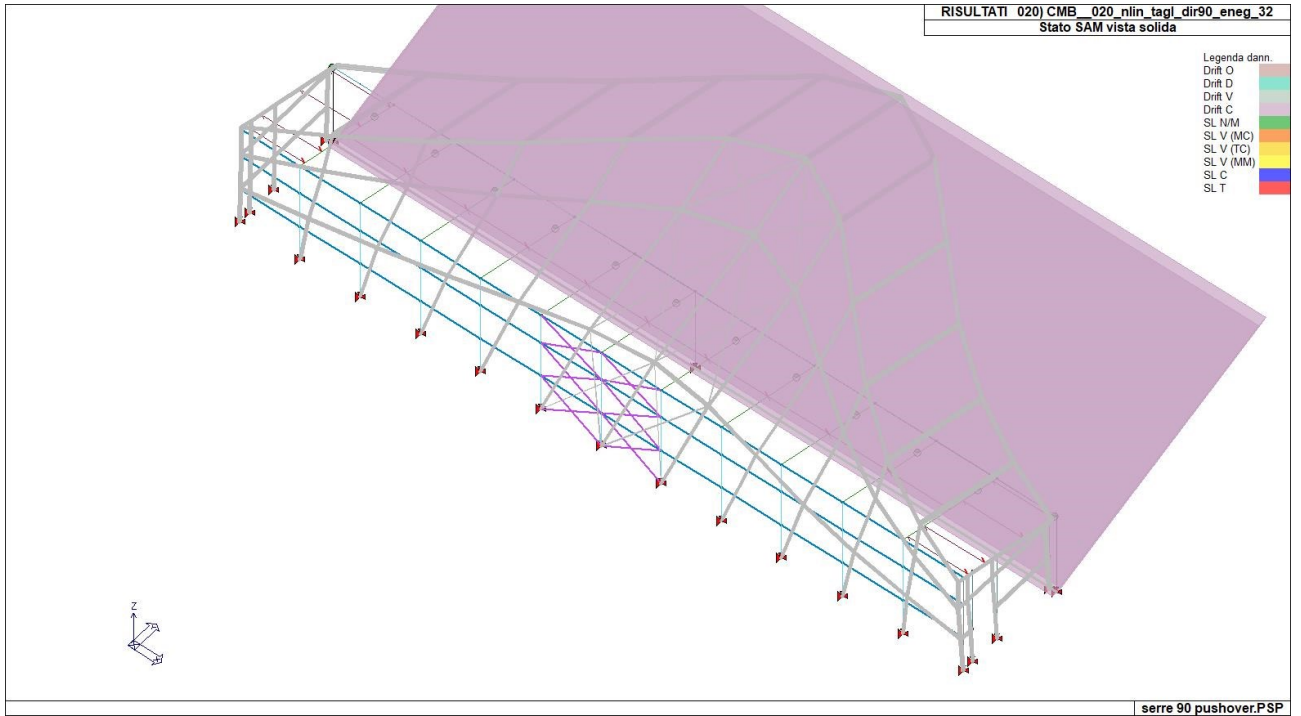 RISULTATI 020) CMB__020_nlin_tagl_dir90_eneg_32
Stato SAM vista solida
Legenda dann.
Drift O
Drift D
Drift V
Drift C
SL N/M
SL V (MC)
SL V (TC)
SL V (MM)
SL C
SL T
Z
serre 90 pushover.PSP